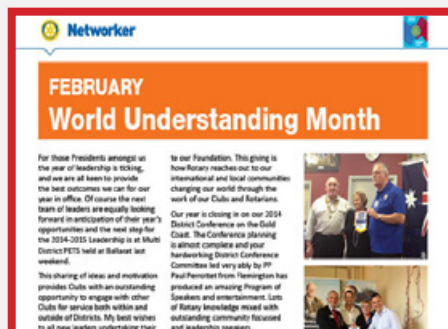 Networker
FEBRUARY
World Understanding Month
For those Presidents amongst us
the year of leadership is ticking,
and we are all keen to provide
the best outcomes we can for our
year in office. Of course the next
team of leaders are equally looking
forward in anticipation of their year's
opportunities and the next step for
the 2014-2015 Leadership is at Multi
District PETS held at Ballarat last
weekend.
This sharing of ideas and motivation
provides Clubs with an outstanding
opportunity to engage with other
Clubs for service both within and
outside of Districts. My best wishes
to all new leaders undertaking their
to our Foundation. This giving is
how Rotary reaches out to our
international and local communities
changing our world through the
work of our Clubs and Rotarians.
Our year is closing in on our 2014
District Conference on the Gold
Coast. The Conference planning
is almost complete and your
hardworking District Conference
Committee led very ably by PP
Paul Perrottet from Flemington has
produced an amazing Program of
Speakers and entertainment. Lots
of Rotary knowledge mixed with
outstanding community focussed
and leadership speakers